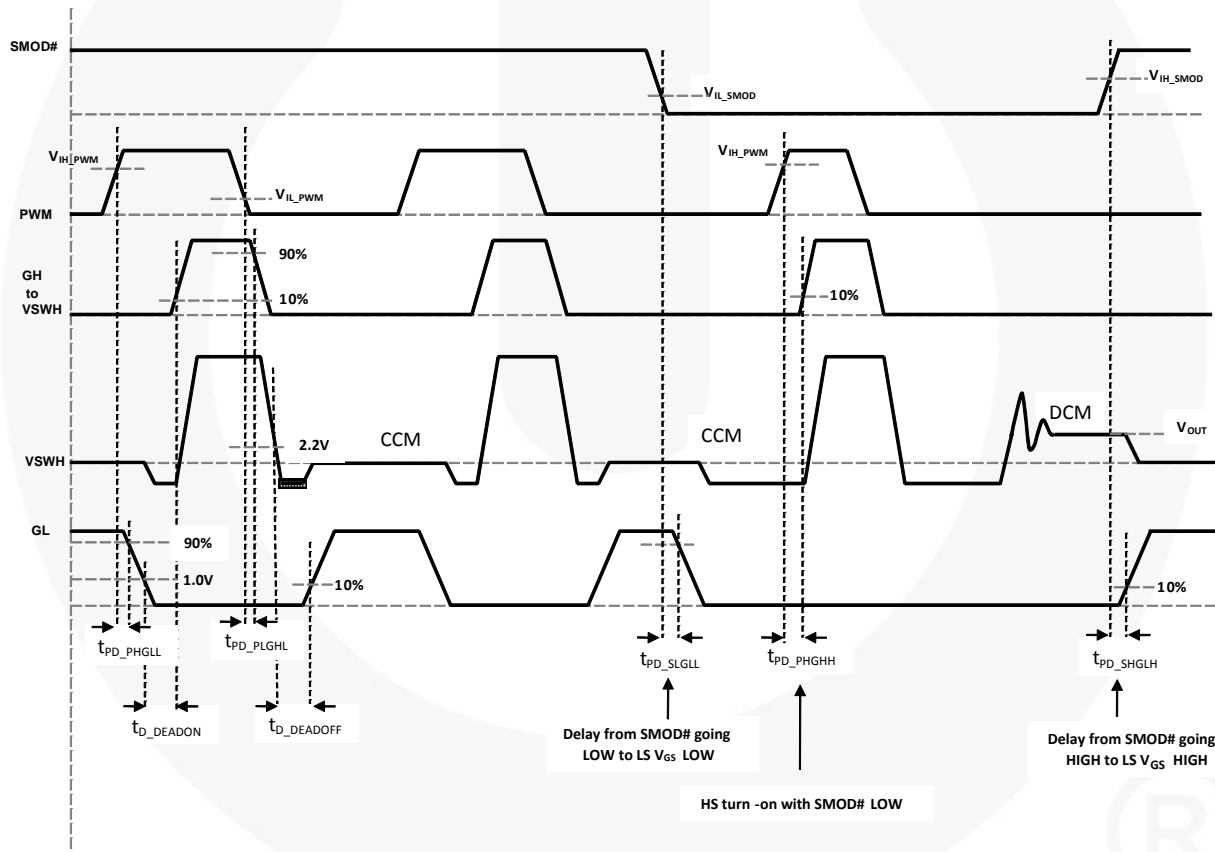 SMOD#
V_IL_SMOD
V_IH_SMOD
V_IH_PWM
V_IL_PWM
V_IH_PWM
PWM
90%
10%
10%
GH
to
VSWH
2.2V
CCM
CCM
DCM
V_OUT
VSWH
GL
90%
1.0V
10%
10%
t_PD_PHGLL
t_PD_PLGHL
t_PD_SLGLL
t_PD_PHGHH
t_PD_SHGLH
t_D_DEADON
t_D_DEADOFF
Delay from SMOD# going
LOW to LS V_GS LOW
Delay from SMOD# going
HIGH to LS V_GS HIGH
HS turn -on with SMOD# LOW
®